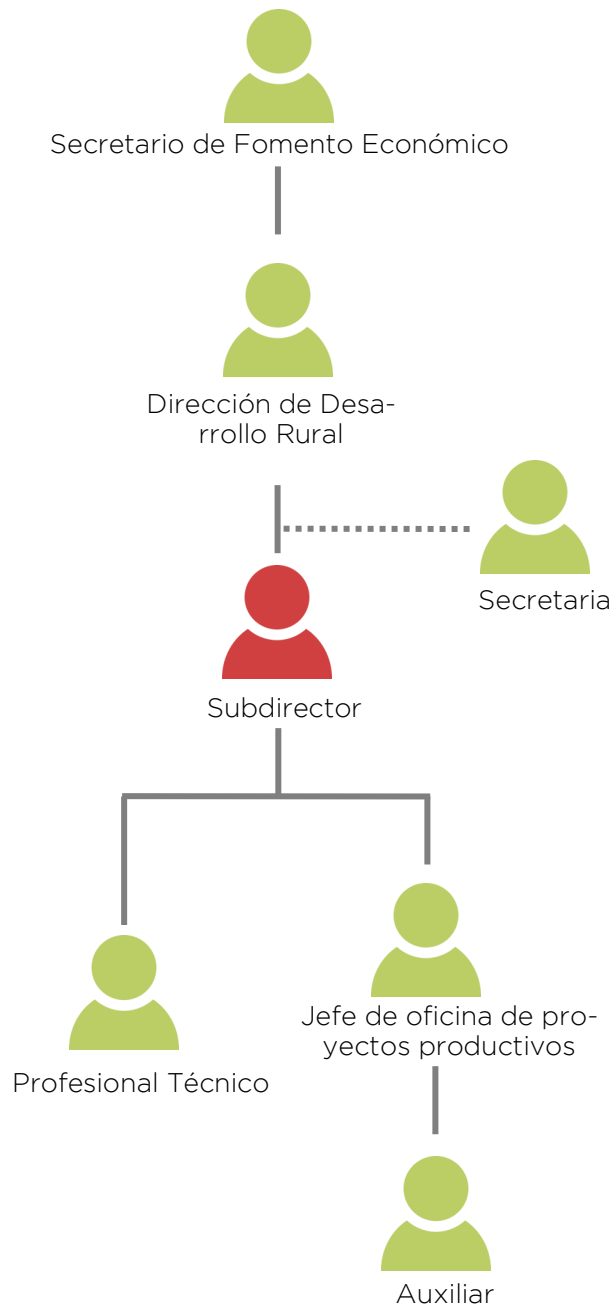 Secretario de Fomento Económico
Dirección de Desa-
rrollo Rural
Secretaria
Subdirector
Jefe de oficina de pro-
yectos productivos
Profesional Técnico
Auxiliar